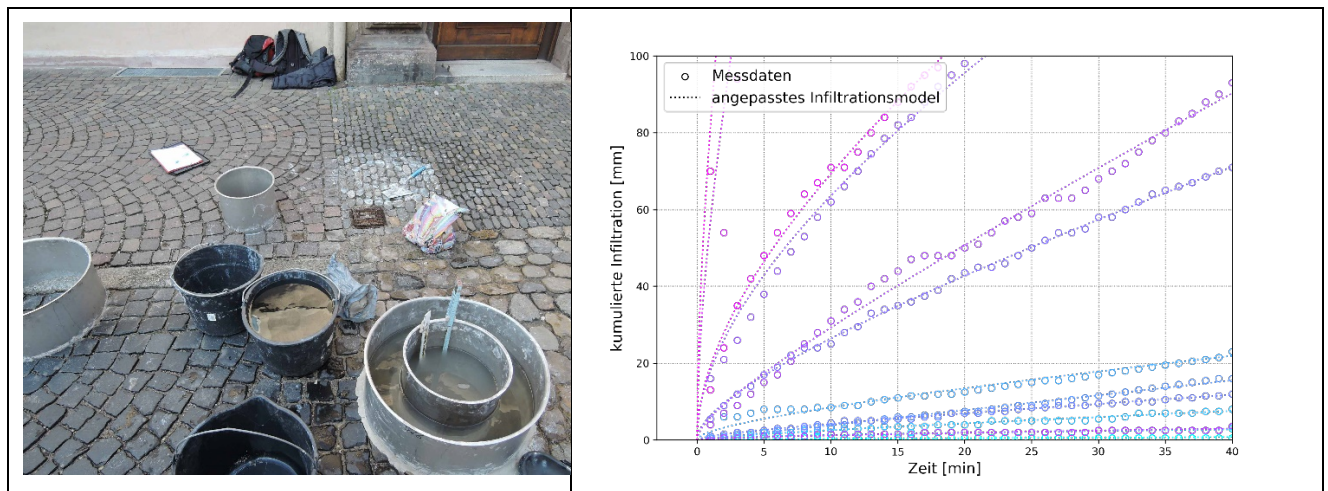 Messdaten
angepasstes Infiltrationsmodel
kumulierte Infiltration [mm]
100
80
60
40
20
0
0 5 10 15 20 25 30 35 40
Zeit [min]